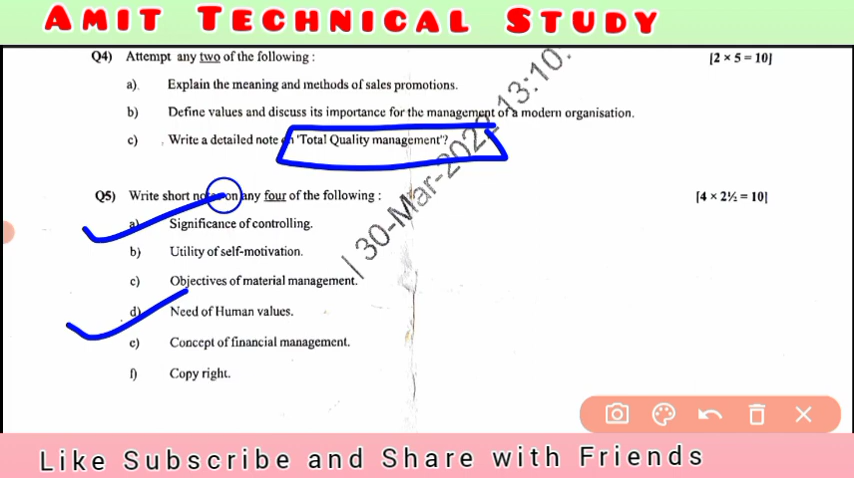 AMIT TECHNICAL STUDY
Q4) Attempt any two of the following : [2 × 5 = 10]
a). Explain the meaning and methods of sales promotions.
b) Define values and discuss its importance for the management of a modern organisation.
c) Write a detailed note on 'Total Quality management'?
| 30-Mar-2022 13:10.
Q5) Write short notes on any four of the following : [4 × 2½ = 10]
a) Significance of controlling.
b) Utility of self-motivation.
c) Objectives of material management.
d) Need of Human values.
e) Concept of financial management.
f) Copy right.
Like Subscribe and Share with Friends